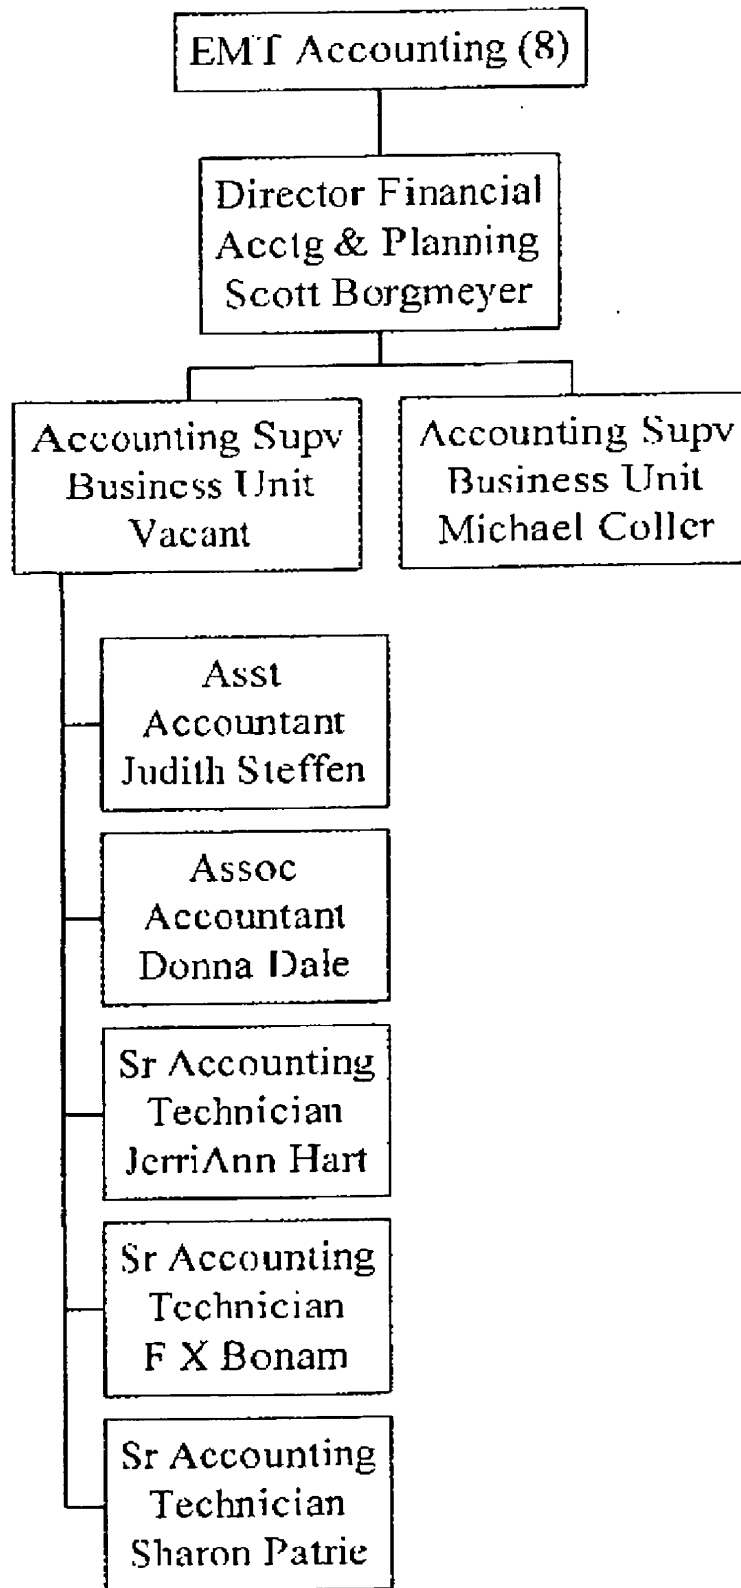 EMT Accounting (8)
Director Financial
Acctg & Planning
Scott Borgmeyer
Accounting Supv
Business Unit
Vacant
Accounting Supv
Business Unit
Michael Coller
Asst
Accountant
Judith Steffen
Assoc
Accountant
Donna Dale
Sr Accounting
Technician
JerriAnn Hart
Sr Accounting
Technician
F X Bonam
Sr Accounting
Technician
Sharon Patrie